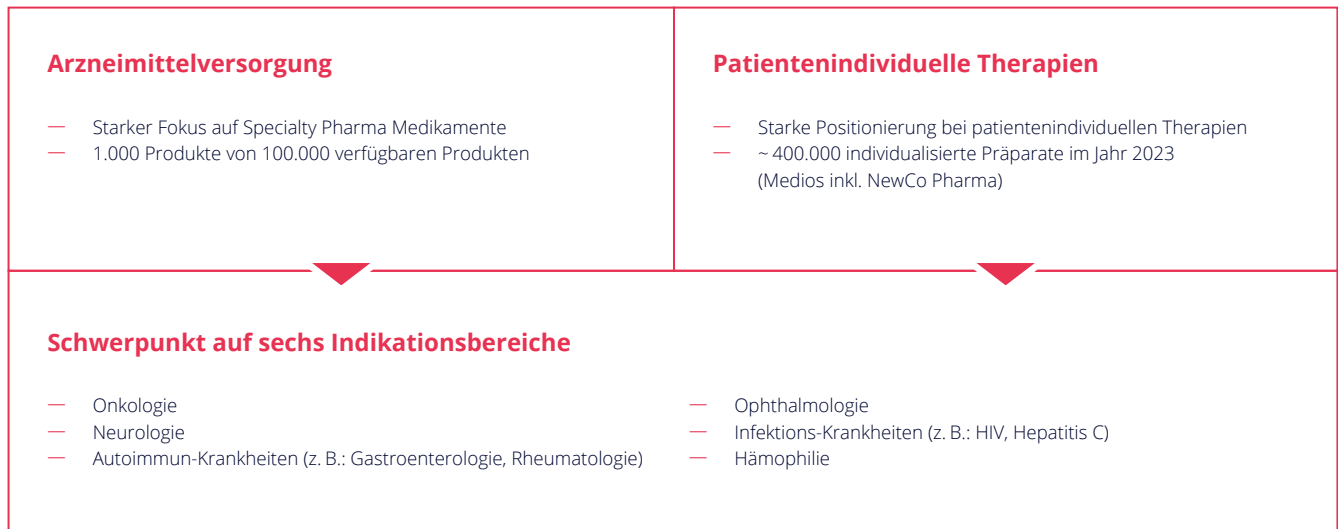 Arzneimittelversorgung
— Starker Fokus auf Specialty Pharma Medikamente
— 1.000 Produkte von 100.000 verfügbaren Produkten
Patientenindividuelle Therapien
— Starke Positionierung bei patientenindividuellen Therapien
— ~ 400.000 individualisierte Präparate im Jahr 2023
(Medios inkl. NewCo Pharma)
Schwerpunkt auf sechs Indikationsbereiche
— Onkologie
— Neurologie
— Autoimmun-Krankheiten (z. B.: Gastroenterologie, Rheumatologie)
— Ophthalmologie
— Infektions-Krankheiten (z. B.: HIV, Hepatitis C)
— Hämophilie